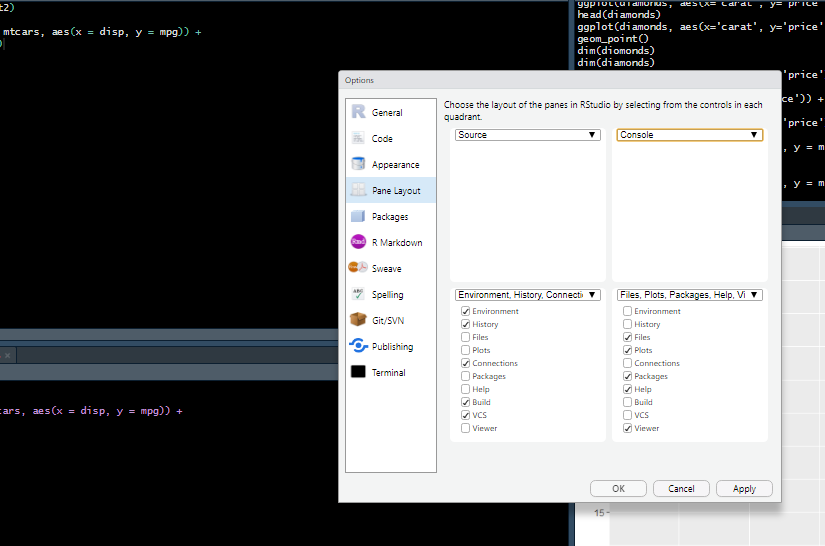 t2)
mtcars, aes(x = disp, y = mpg)) +
)
ggplot(diamonds, aes(x='carat', y='price'
head(diamonds)
ggplot(diamonds, aes(x='carat', y='price'
geom_point()
dim(diomonds)
dim(diamonds)
'price'
ce')) +
'price'
, y = m
, y = m
Options
General
Code
Appearance
Pane Layout
Packages
R Markdown
Sweave
Spelling
Git/SVN
Publishing
Terminal
Choose the layout of the panes in RStudio by selecting from the controls in each
quadrant.
Source
Console
Environment, History, Connecti
Environment
History
Files
Plots
Connections
Packages
Help
Build
VCS
Viewer
Files, Plots, Packages, Help, Vi
Environment
History
Files
Plots
Connections
Packages
Help
Build
VCS
Viewer
OK
Cancel
Apply
cars, aes(x = disp, y = mpg)) +
15